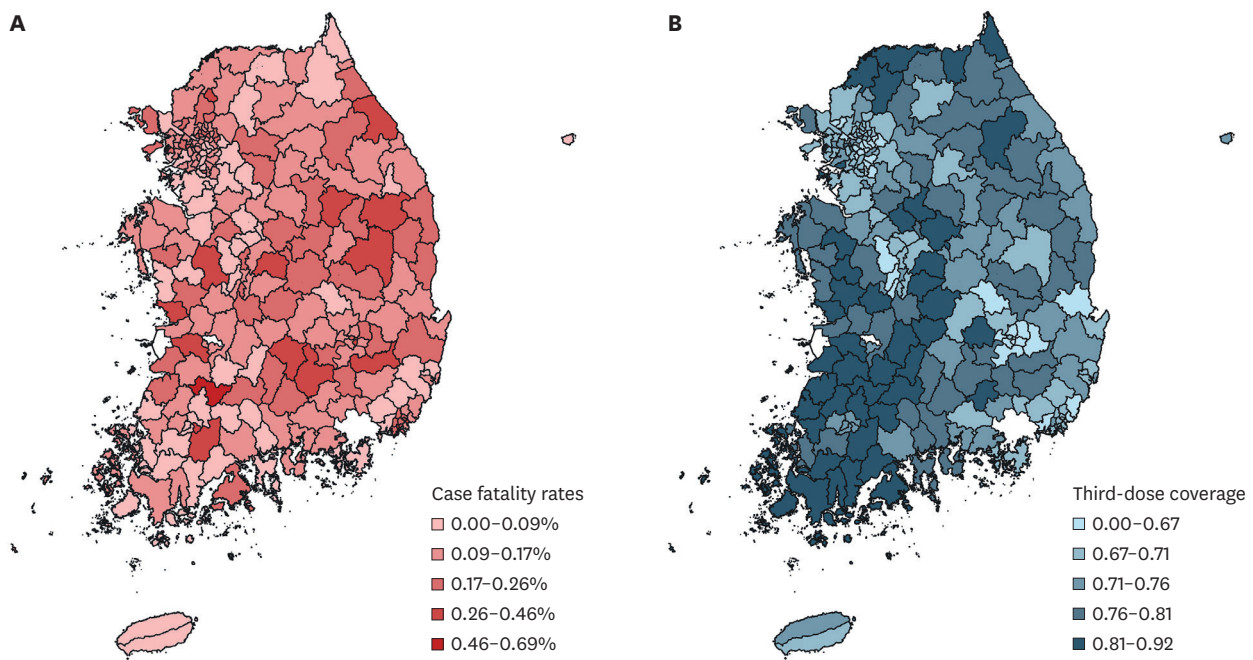 A
B
Case fatality rates
0.00–0.09%
0.09–0.17%
0.17–0.26%
0.26–0.46%
0.46–0.69%
Third-dose coverage
0.00–0.67
0.67–0.71
0.71–0.76
0.76–0.81
0.81–0.92